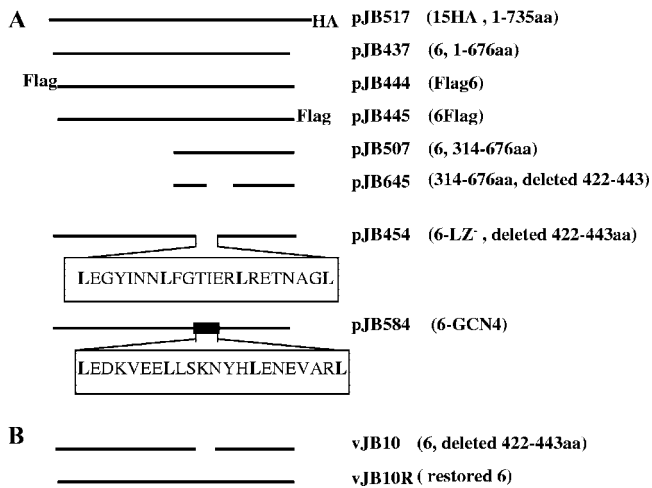 A
HA pJB517 (15HA , 1-735aa)
pJB437 (6, 1-676aa)
Flag pJB444 (Flag6)
Flag pJB445 (6Flag)
pJB507 (6, 314-676aa)
pJB645 (314-676aa, deleted 422-443)
pJB454 (6-LZ⁻ , deleted 422-443aa)
LEGYINNLFGTIERLRETNAGL
pJB584 (6-GCN4)
LEDKVEELLSKNYHLENEVARL
B
vJB10 (6, deleted 422-443aa)
vJB10R ( restored 6)